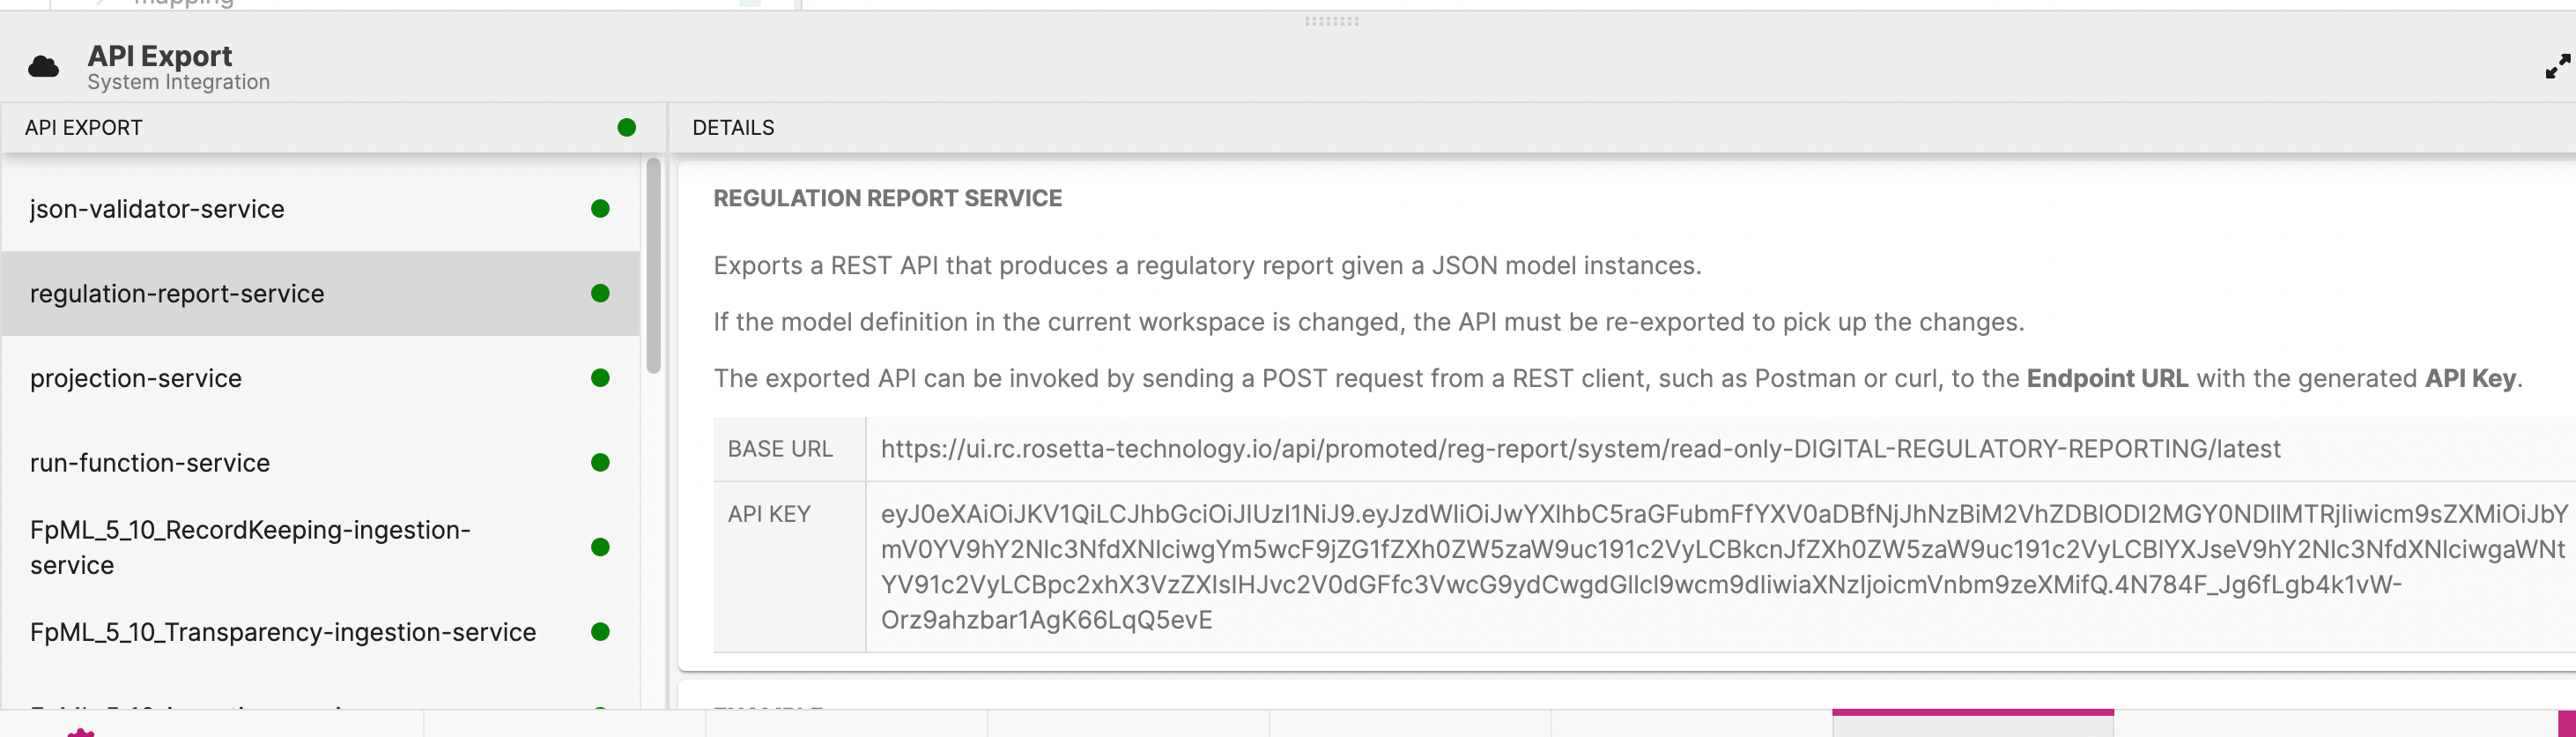 mapping
API Export
System Integration
API EXPORT
DETAILS
json-validator-service
regulation-report-service
projection-service
run-function-service
FpML_5_10_RecordKeeping-ingestion-
service
FpML_5_10_Transparency-ingestion-service
REGULATION REPORT SERVICE
Exports a REST API that produces a regulatory report given a JSON model instances.
If the model definition in the current workspace is changed, the API must be re-exported to pick up the changes.
The exported API can be invoked by sending a POST request from a REST client, such as Postman or curl, to the Endpoint URL with the generated API Key.
BASE URL
https://ui.rc.rosetta-technology.io/api/promoted/reg-report/system/read-only-DIGITAL-REGULATORY-REPORTING/latest
API KEY
eyJ0eXAiOiJKV1QiLCJhbGciOiJIUzI1NiJ9.eyJzdWIiOiJwYXlhbC5raGFubmFfYXV0aDBfNjJhNzBiM2VhZDBlODI2MGY0NDllMTRjIiwicm9sZXMiOiJbY
mV0YV9hY2Nlc3NfdXNlciwgYm5wcF9jZG1fZXh0ZW5zaW9uc191c2VyLCBkcnJfZXh0ZW5zaW9uc191c2VyLCBlYXJseV9hY2Nlc3NfdXNlciwgaWNt
YV91c2VyLCBpc2xhX3VzZXIsIHJvc2V0dGFfc3VwcG9ydCwgdGllcl9wcm9dIiwiaXNzIjoicmVnbm9zeXMifQ.4N784F_Jg6fLgb4k1vW-
Orz9ahzbar1AgK66LqQ5evE